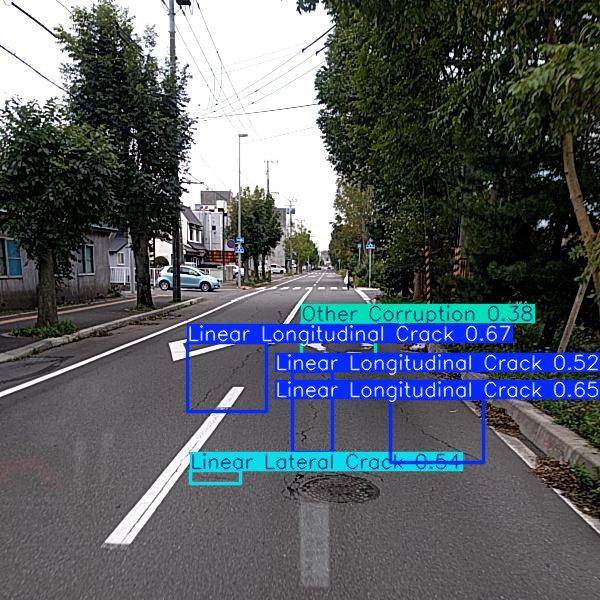 Other Corruption 0.38
Linear Longitudinal Crack 0.67
Linear Longitudinal Crack 0.52
Linear Longitudinal Crack 0.65
Linear Lateral Crack 0.54